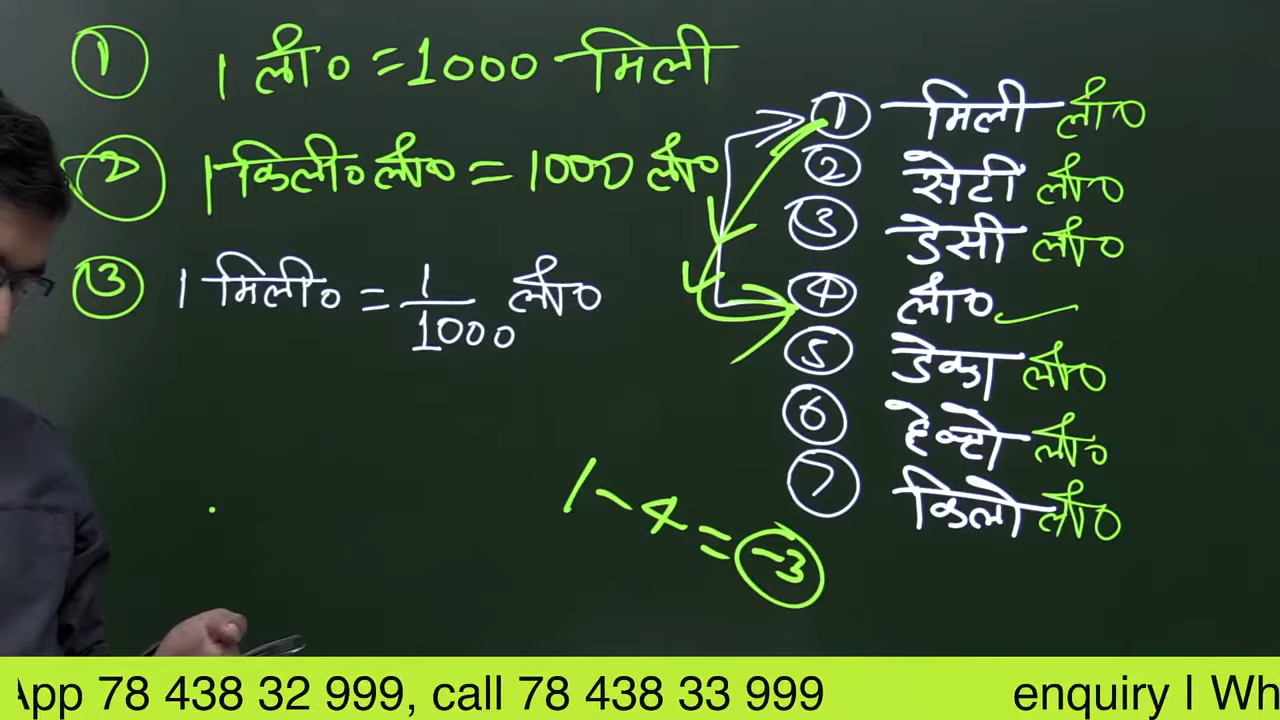 ① 1 ली० = 1000 मिली
② 1 किली० ली० = 1000 ली०
③ 1 मिली० = 1/1000 ली०
① मिली ली०
② सेटी ली०
③ डेसी ली०
④ ली०
⑤ डेका ली०
⑥ हेक्टो ली०
⑦ किलो ली०
1 - 4 = -3
App 78 438 32 999, call 78 438 33 999 enquiry I Wh